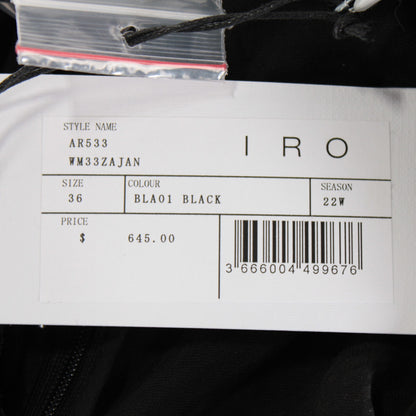 STYLE NAME
AR533
WM33ZAJAN
IRO
SIZE
36
COLOUR
BLA01 BLACK
SEASON
22W
PRICE
$ 645.00
3 666004 499676